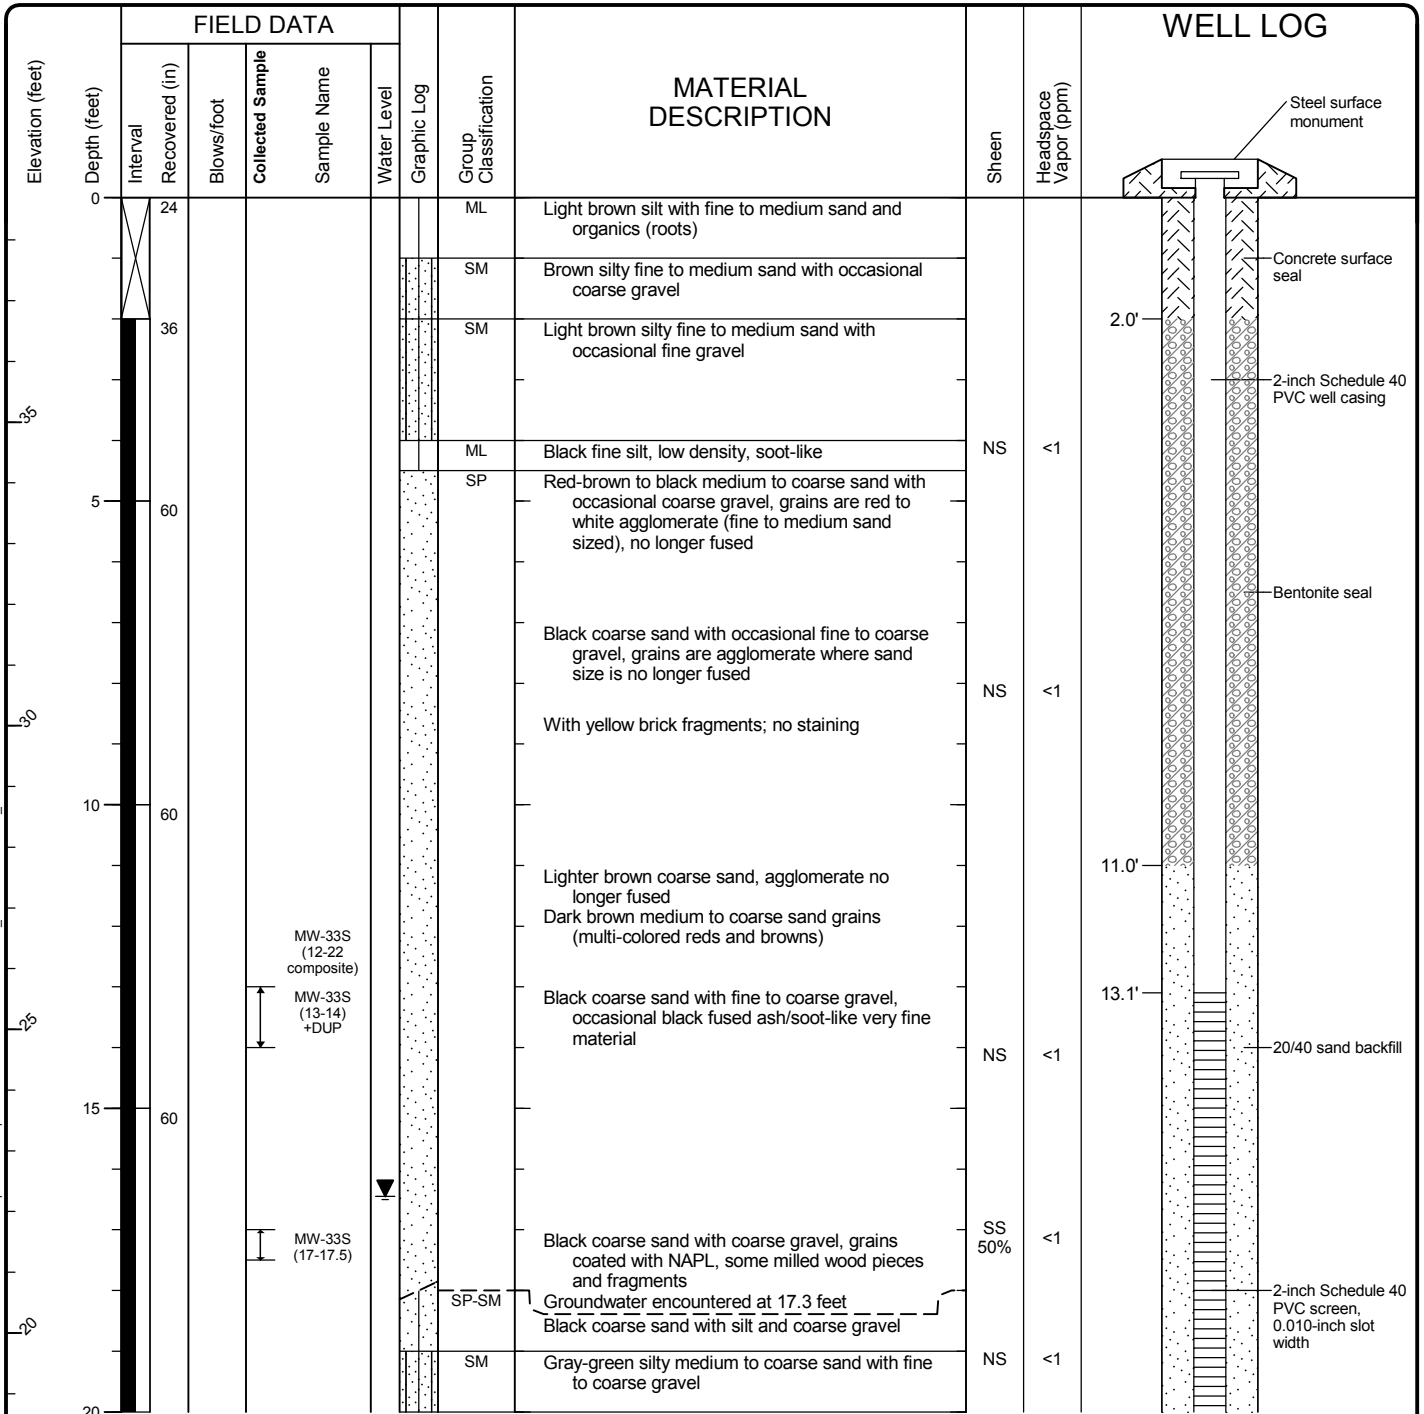 FIELD DATA
WELL LOG
Elevation (feet)
Depth (feet)
Interval
Recovered (in)
Blows/foot
Collected Sample
Sample Name
Water Level
Graphic Log
Group
Classification
MATERIAL
DESCRIPTION
Sheen
Headspace
Vapor (ppm)
Steel surface
monument
0
24
ML
Light brown silt with fine to medium sand and
organics (roots)
SM
Brown silty fine to medium sand with occasional
coarse gravel
Concrete surface
seal
36
SM
Light brown silty fine to medium sand with
occasional fine gravel
2.0'
2-inch Schedule 40
PVC well casing
35
ML
Black fine silt, low density, soot-like
NS
<1
SP
Red-brown to black medium to coarse sand with
occasional coarse gravel, grains are red to
white agglomerate (fine to medium sand
sized), no longer fused
5
60
Bentonite seal
Black coarse sand with occasional fine to coarse
gravel, grains are agglomerate where sand
size is no longer fused
NS
<1
30
With yellow brick fragments; no staining
10
60
11.0'
Lighter brown coarse sand, agglomerate no
longer fused
Dark brown medium to coarse sand grains
(multi-colored reds and browns)
MW-33S
(12-22
composite)
MW-33S
(13-14)
+DUP
13.1'
Black coarse sand with fine to coarse gravel,
occasional black fused ash/soot-like very fine
material
25
NS
<1
20/40 sand backfill
15
60
MW-33S
(17-17.5)
SS
50%
<1
Black coarse sand with coarse gravel, grains
coated with NAPL, some milled wood pieces
and fragments
SP-SM
Groundwater encountered at 17.3 feet
Black coarse sand with silt and coarse gravel
2-inch Schedule 40
PVC screen,
0.010-inch slot
width
20
SM
Gray-green silty medium to coarse sand with fine
to coarse gravel
NS
<1
20